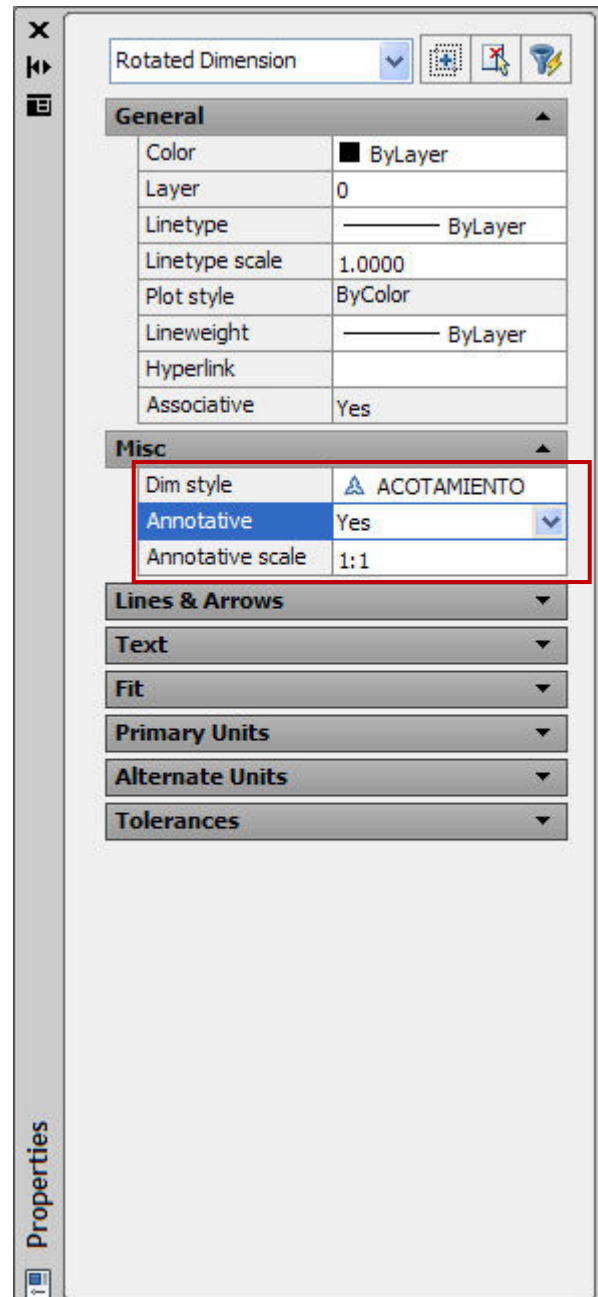 Rotated Dimension
General
Color ByLayer
Layer 0
Linetype ByLayer
Linetype scale 1.0000
Plot style ByColor
Lineweight ByLayer
Hyperlink
Associative Yes
Misc
Dim style ACOTAMIENTO
Annotative Yes
Annotative scale 1:1
Lines & Arrows
Text
Fit
Primary Units
Alternate Units
Tolerances
Properties